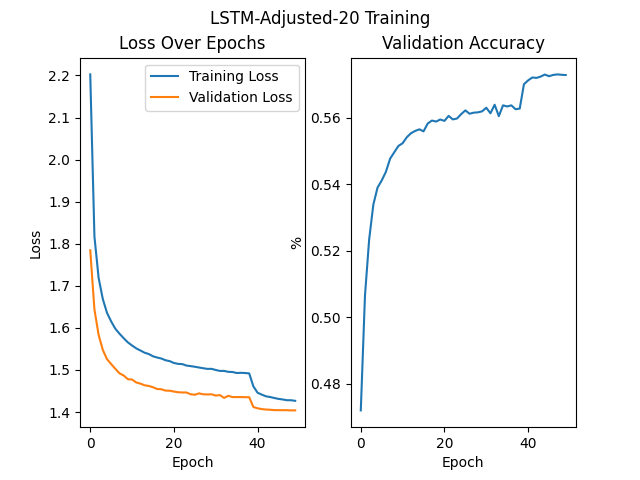 LSTM-Adjusted-20 Training
Loss Over Epochs
Validation Accuracy
Training Loss
Validation Loss
Loss
2.2
2.1
2.0
1.9
1.8
1.7
1.6
1.5
1.4
0
20
40
Epoch
%
0.56
0.54
0.52
0.50
0.48
0
20
40
Epoch